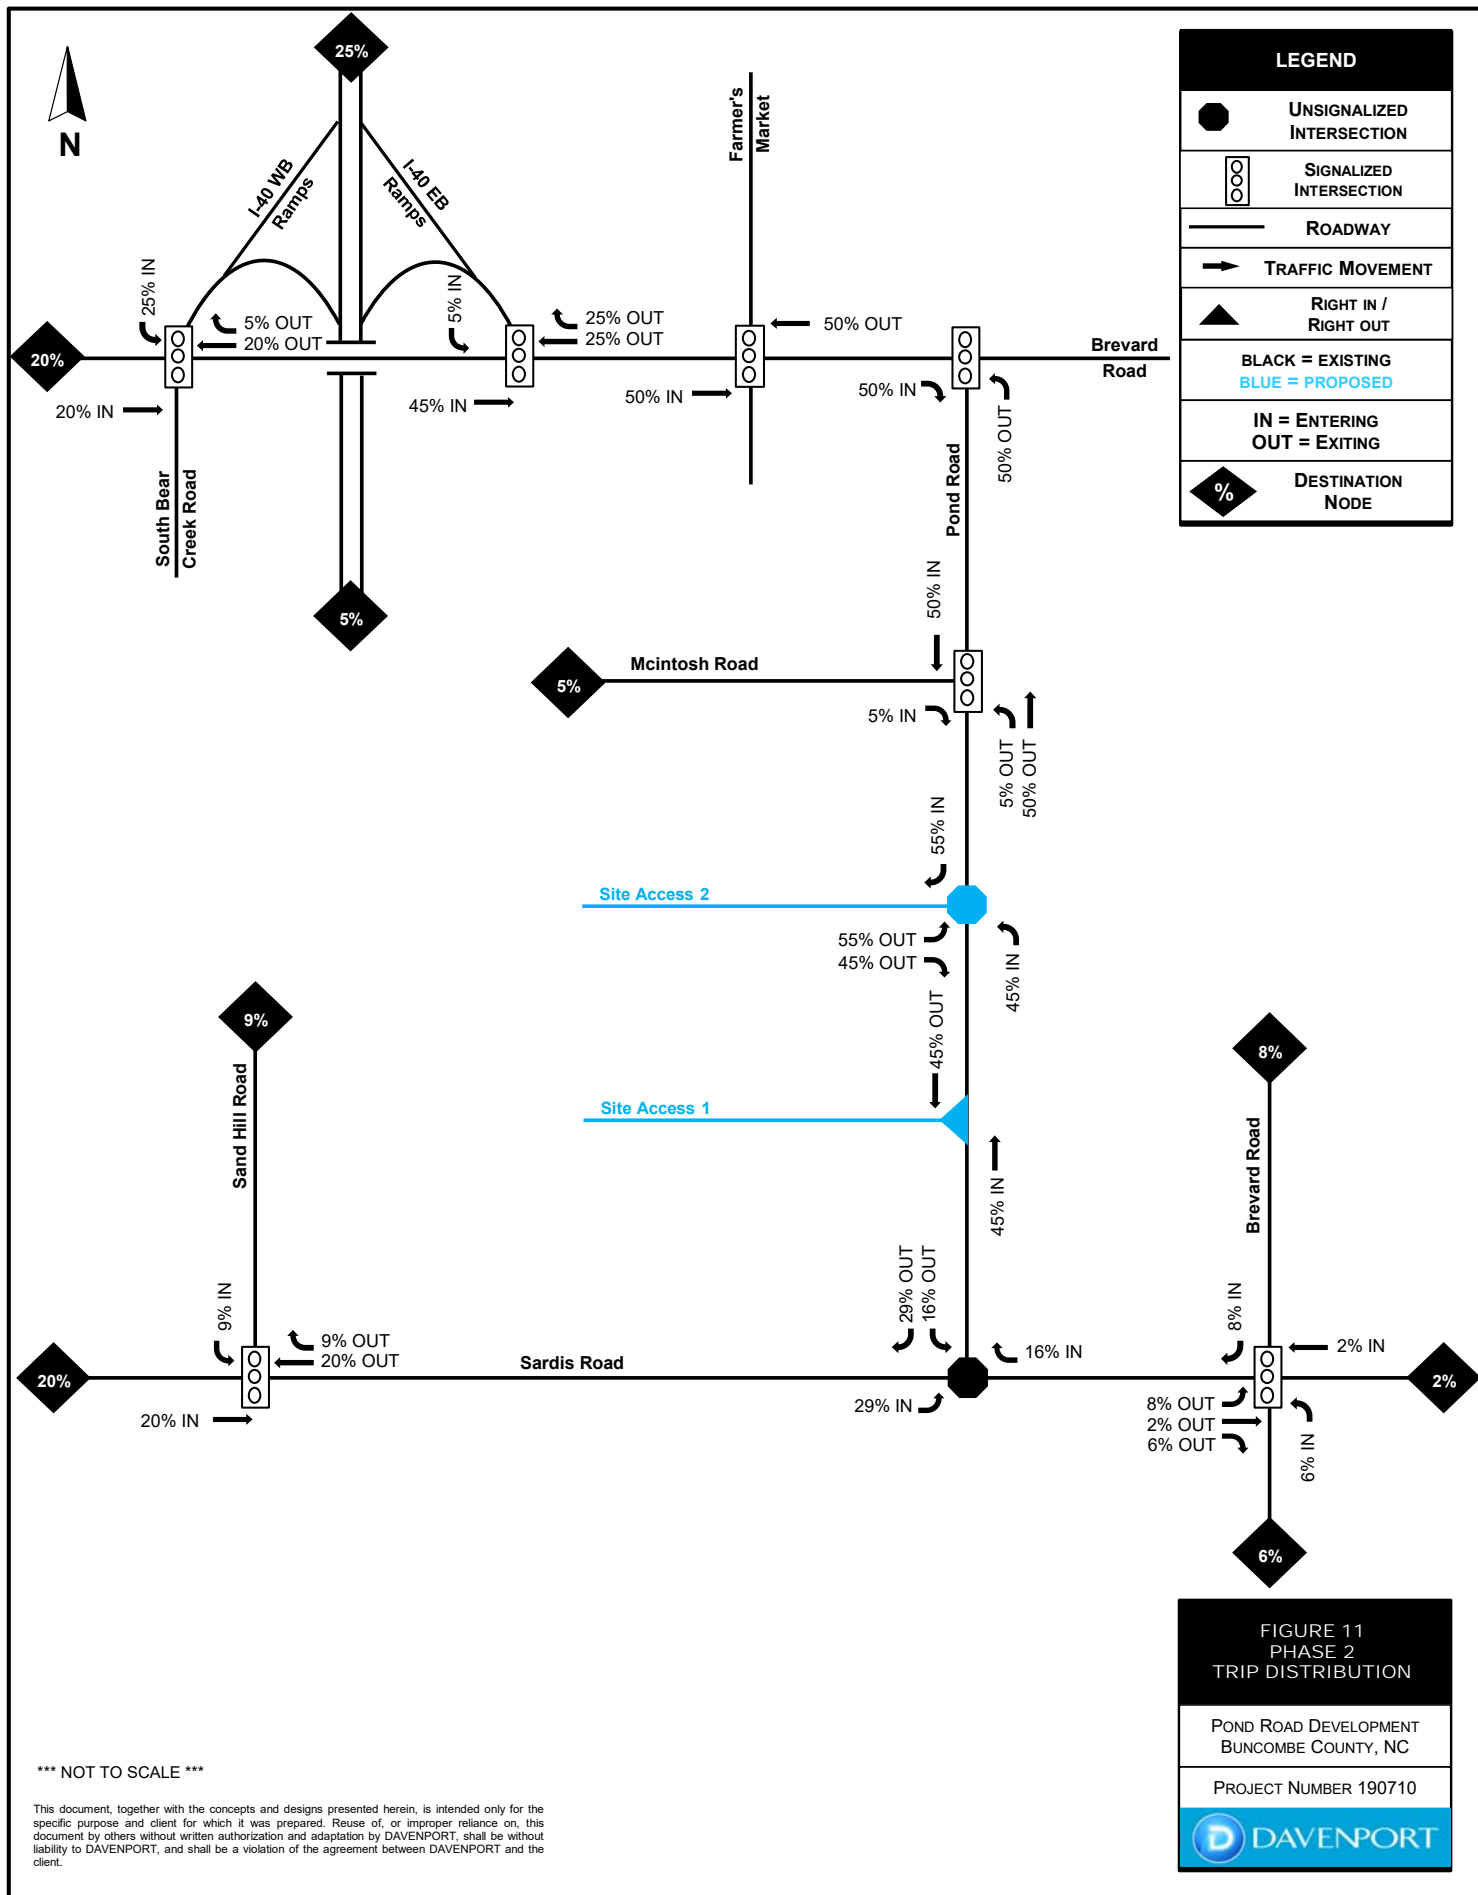 N
25%
I-40 WB
Ramps
I-40 EB
Ramps
Farmer's
Market
LEGEND
UNSIGNALIZED
INTERSECTION
SIGNALIZED
INTERSECTION
ROADWAY
TRAFFIC MOVEMENT
RIGHT IN /
RIGHT OUT
BLACK = EXISTING
BLUE = PROPOSED
IN = ENTERING
OUT = EXITING
%
DESTINATION
NODE
25% IN
5% OUT
20% OUT
5% IN
25% OUT
25% OUT
50% OUT
20%
Brevard
Road
20% IN
45% IN
50% IN
50% IN
50% OUT
South Bear
Creek Road
Pond Road
5%
50% IN
Mcintosh Road
5%
5% IN
5% OUT
50% OUT
55% IN
Site Access 2
55% OUT
45% OUT
45% IN
9%
45% OUT
8%
Sand Hill Road
Site Access 1
45% IN
Brevard Road
29% OUT
16% OUT
9% IN
9% OUT
20% OUT
Sardis Road
16% IN
8% IN
2% IN
20%
2%
20% IN
29% IN
8% OUT
2% OUT
6% OUT
6% IN
6%
FIGURE 11
PHASE 2
TRIP DISTRIBUTION
POND ROAD DEVELOPMENT
BUNCOMBE COUNTY, NC
PROJECT NUMBER 190710
D DAVENPORT
*** NOT TO SCALE ***
This document, together with the concepts and designs presented herein, is intended only for the
specific purpose and client for which it was prepared. Reuse of, or improper reliance on, this
document by others without written authorization and adaptation by DAVENPORT, shall be without
liability to DAVENPORT, and shall be a violation of the agreement between DAVENPORT and the
client.